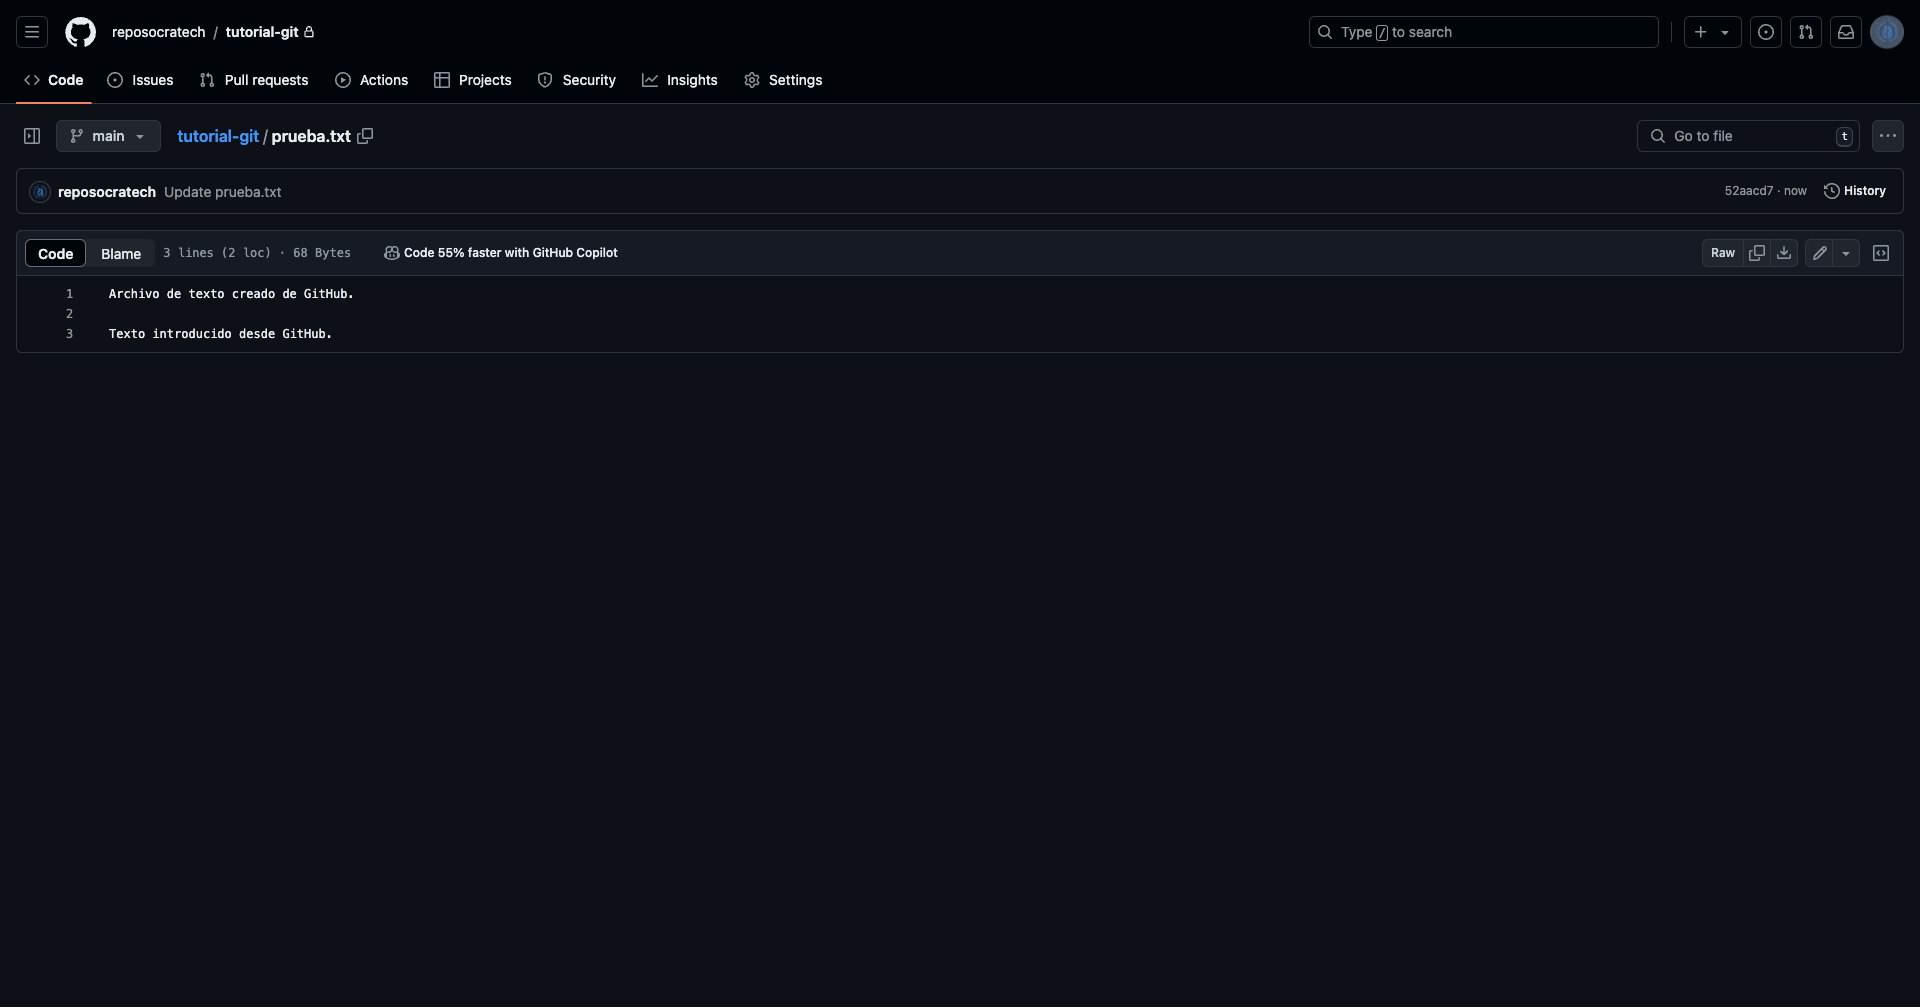 reposocratech / tutorial-git
Type / to search
Code Issues Pull requests Actions Projects Security Insights Settings
main tutorial-git / prueba.txt
Go to file t
reposocratech Update prueba.txt
52aacd7 · now History
Code Blame 3 lines (2 loc) · 68 Bytes Code 55% faster with GitHub Copilot
Raw
1 Archivo de texto creado de GitHub.
2
3 Texto introducido desde GitHub.